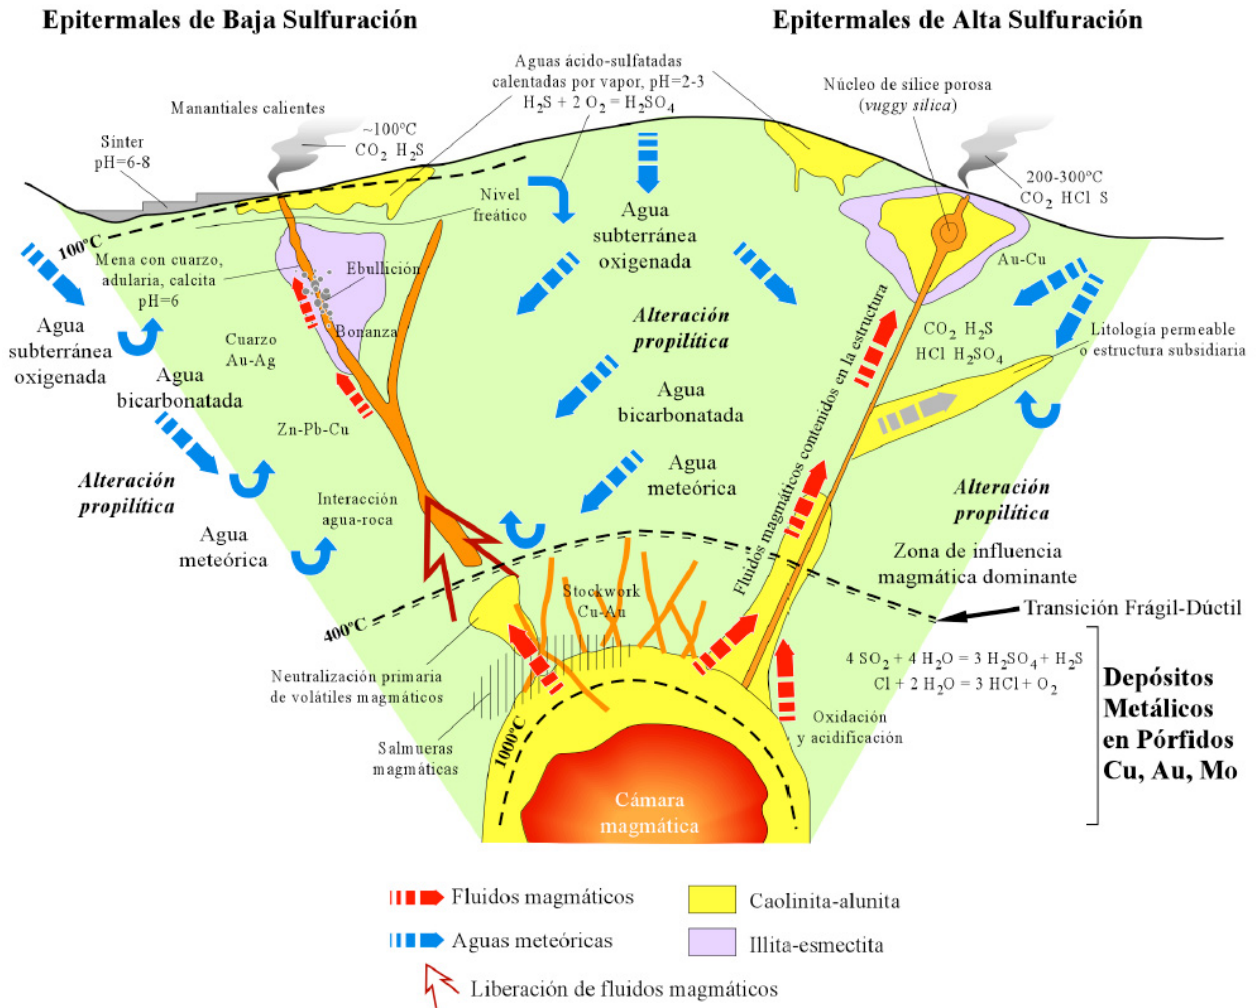 Epitermales de Baja Sulfuración
Epitermales de Alta Sulfuración
Aguas ácido-sulfatadas
calentadas por vapor, pH=2-3
H₂S + 2 O₂ = H₂SO₄
Núcleo de sílice porosa
(vuggy silica)
Manantiales calientes
~100ºC
CO₂ H₂S
Sínter
pH=6-8
200-300ºC
CO₂ HCl S
Nivel
freático
100ºC
Agua
subterránea
oxigenada
Mena con cuarzo,
adularia, calcita
pH=6
Ebullición
Au-Cu
Agua
subterránea
oxigenada
Bonanza
Cuarzo
Au-Ag
Alteración
propilítica
CO₂ H₂S
HCl H₂SO₄
Litología permeable
o estructura subsidiaria
Agua
bicarbonatada
Agua
bicarbonatada
Zn-Pb-Cu
Fluidos magmáticos contenidos en la estructura
Alteración
propilítica
Interacción
agua-roca
Agua
meteórica
Alteración
propilítica
Agua
meteórica
Zona de influencia
magmática dominante
Stockwork
Cu-Au
400ºC
Transición Frágil-Dúctil
Neutralización primaria
de volátiles magmáticos
4 SO₂ + 4 H₂O = 3 H₂SO₄ + H₂S
Cl + 2 H₂O = 3 HCl + O₂
Depósitos
Metálicos
en Pórfidos
Cu, Au, Mo
1000ºC
Oxidación
y acidificación
Salmueras
magmáticas
Cámara
magmática
Fluidos magmáticos
Caolinita-alunita
Aguas meteóricas
Illita-esmectita
Liberación de fluidos magmáticos